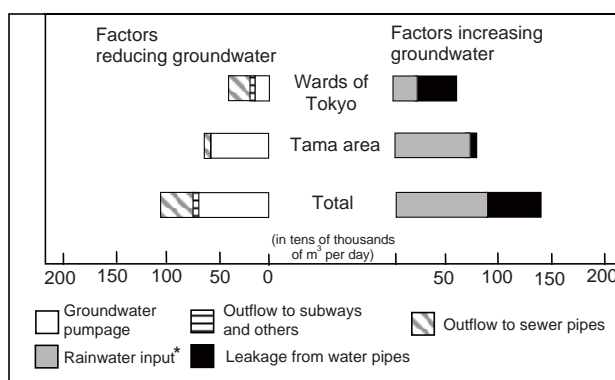 Factors
reducing groundwater
Factors increasing
groundwater
Wards of
Tokyo
Tama area
Total
(in tens of thousands
of m³ per day)
200 150 100 50 0 50 100 150 200
Groundwater
pumpage
Outflow to subways
and others
Outflow to sewer pipes
Rainwater input*
Leakage from water pipes